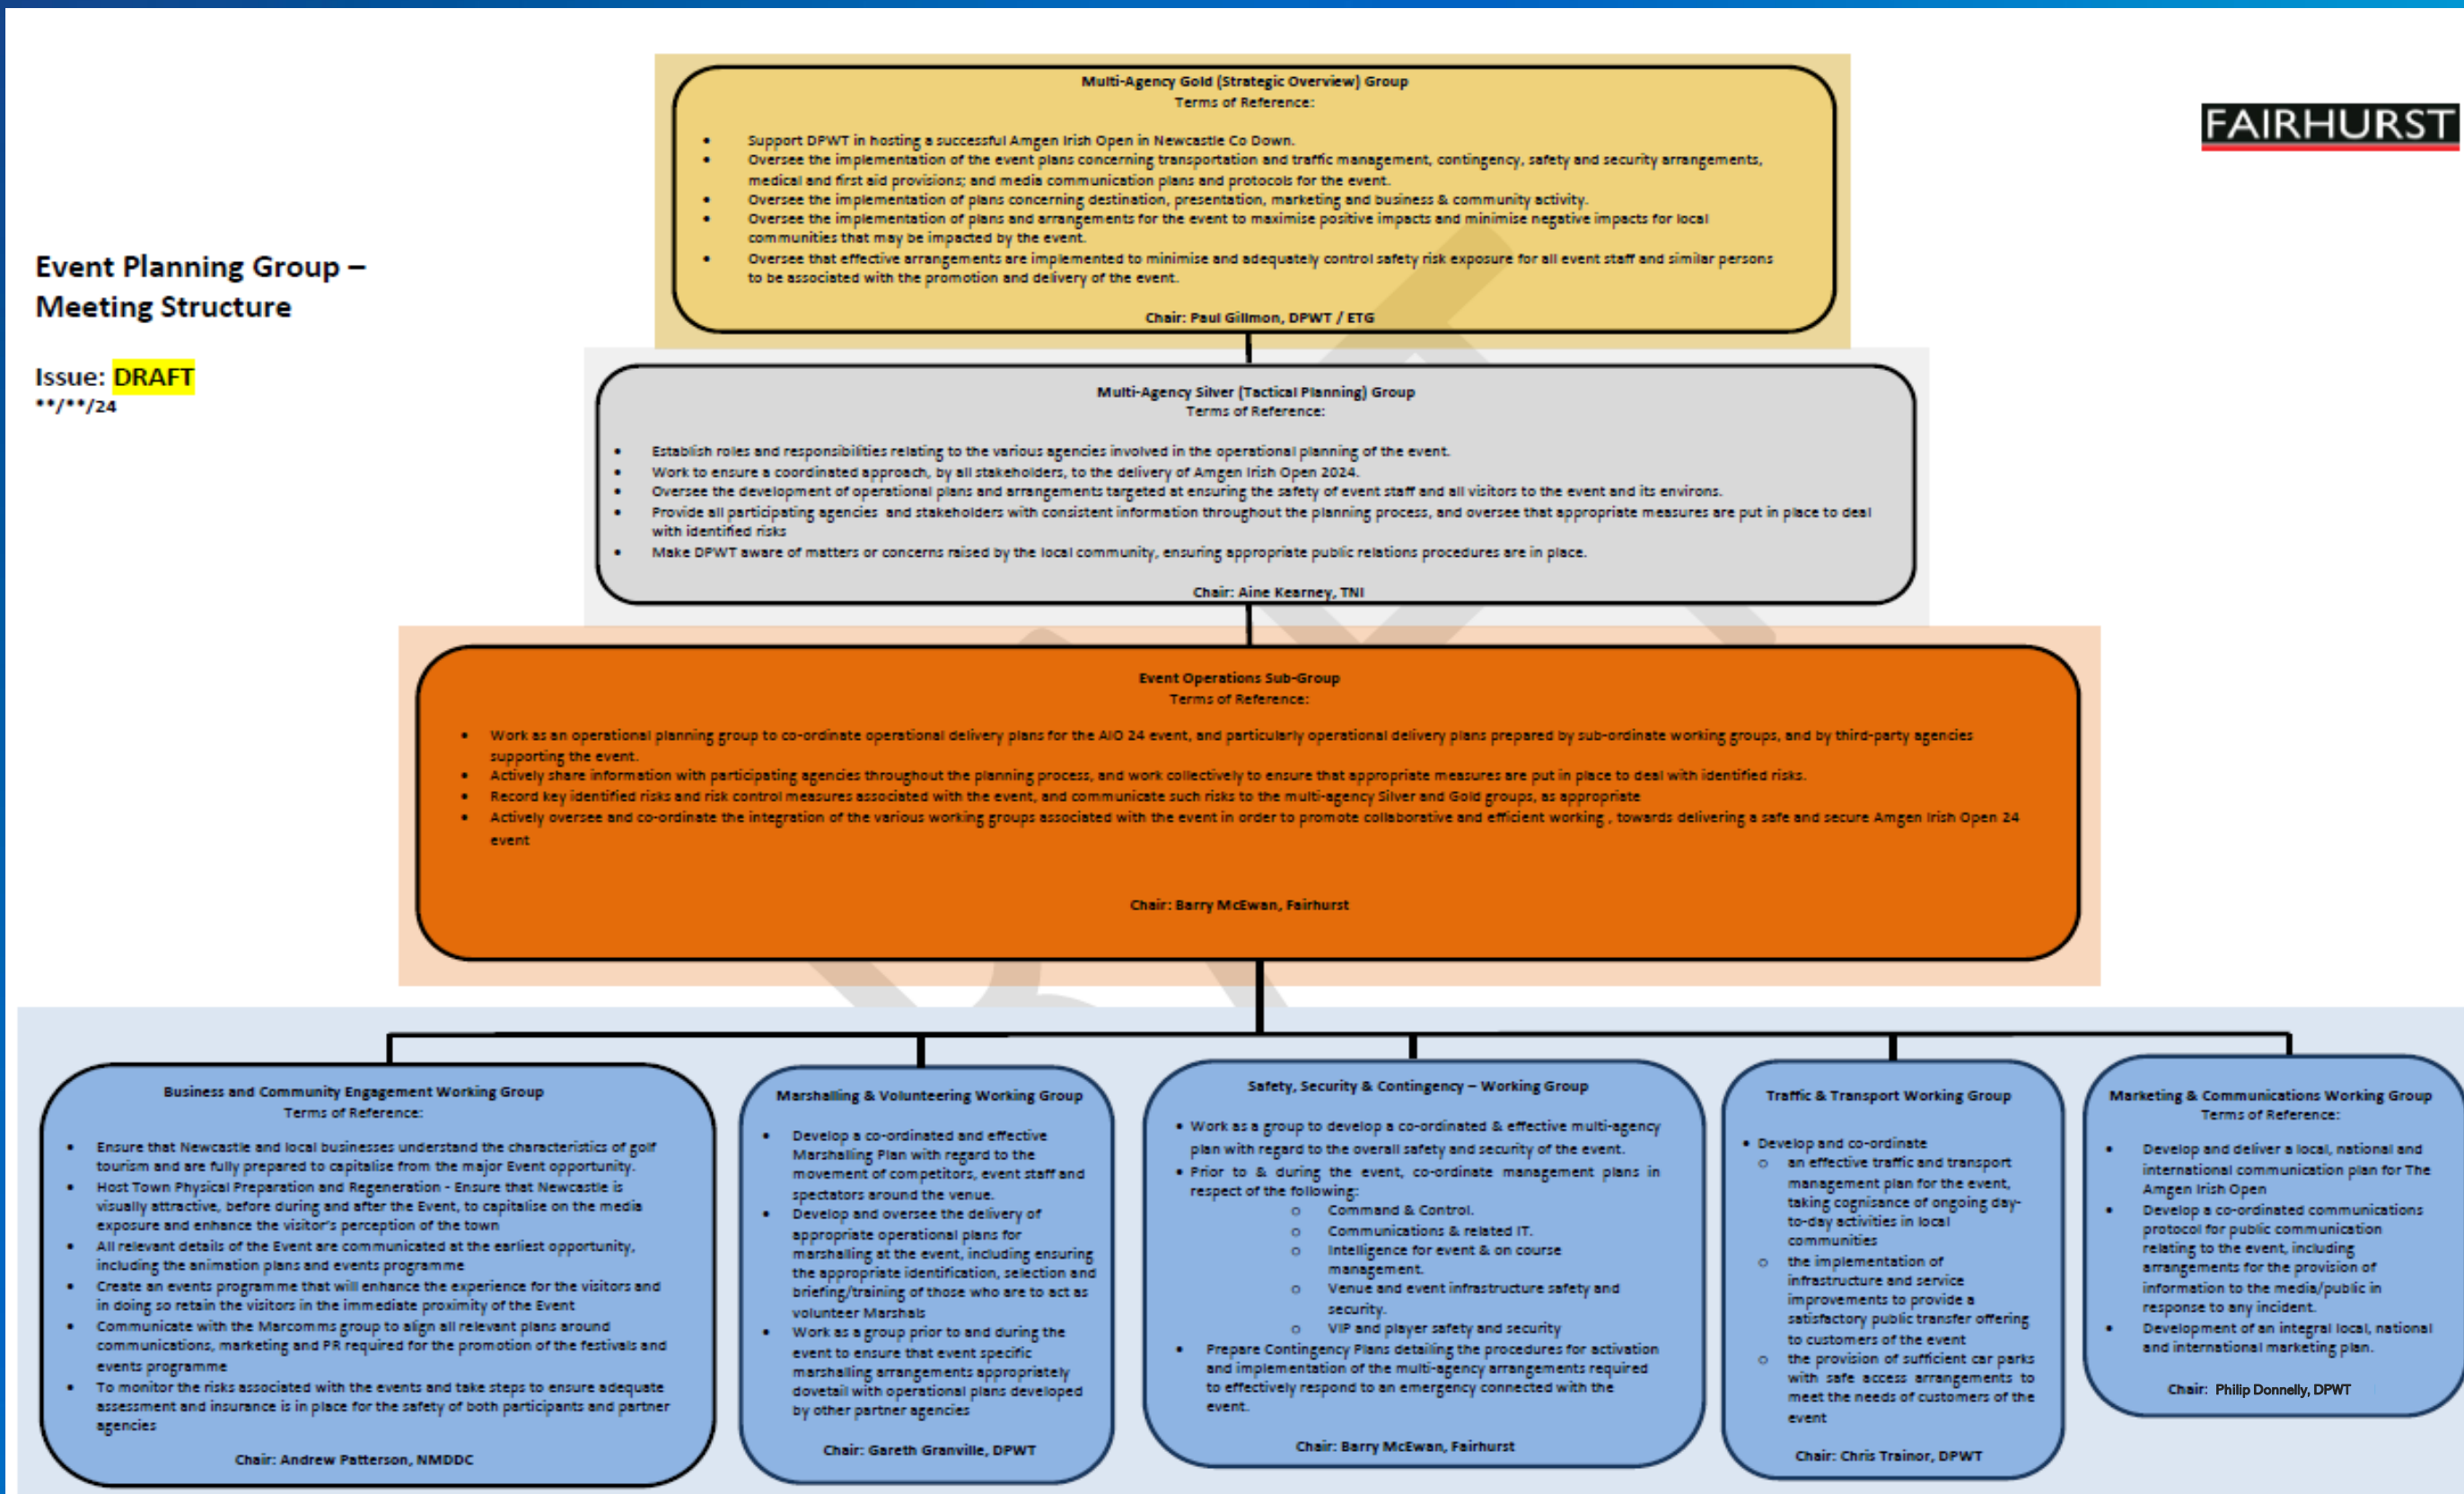 FAIRHURST
Event Planning Group –
Meeting Structure
Issue: DRAFT
**/**/24
Multi-Agency Gold (Strategic Overview) Group
Terms of Reference:
• Support DPWT in hosting a successful Amgen Irish Open in Newcastle Co Down.
• Oversee the implementation of the event plans concerning transportation and traffic management, contingency, safety and security arrangements,
medical and first aid provisions; and media communication plans and protocols for the event.
• Oversee the implementation of plans concerning destination, presentation, marketing and business & community activity.
• Oversee the implementation of plans and arrangements for the event to maximise positive impacts and minimise negative impacts for local
communities that may be impacted by the event.
• Oversee that effective arrangements are implemented to minimise and adequately control safety risk exposure for all event staff and similar persons
to be associated with the promotion and delivery of the event.
Chair: Paul Gillmon, DPWT / ETG
Multi-Agency Silver (Tactical Planning) Group
Terms of Reference:
• Establish roles and responsibilities relating to the various agencies involved in the operational planning of the event.
• Work to ensure a coordinated approach, by all stakeholders, to the delivery of Amgen Irish Open 2024.
• Oversee the development of operational plans and arrangements targeted at ensuring the safety of event staff and all visitors to the event and its environs.
• Provide all participating agencies and stakeholders with consistent information throughout the planning process, and oversee that appropriate measures are put in place to deal
with identified risks
• Make DPWT aware of matters or concerns raised by the local community, ensuring appropriate public relations procedures are in place.
Chair: Aine Kearney, TNI
Event Operations Sub-Group
Terms of Reference:
• Work as an operational planning group to co-ordinate operational delivery plans for the AIO 24 event, and particularly operational delivery plans prepared by sub-ordinate working groups, and by third-party agencies
supporting the event.
• Actively share information with participating agencies throughout the planning process, and work collectively to ensure that appropriate measures are put in place to deal with identified risks.
• Record key identified risks and risk control measures associated with the event, and communicate such risks to the multi-agency Silver and Gold groups, as appropriate
• Actively oversee and co-ordinate the integration of the various working groups associated with the event in order to promote collaborative and efficient working , towards delivering a safe and secure Amgen Irish Open 24
event
Chair: Barry McEwan, Fairhurst
Business and Community Engagement Working Group
Terms of Reference:
• Ensure that Newcastle and local businesses understand the characteristics of golf
tourism and are fully prepared to capitalise from the major Event opportunity.
• Host Town Physical Preparation and Regeneration - Ensure that Newcastle is
visually attractive, before during and after the Event, to capitalise on the media
exposure and enhance the visitor's perception of the town
• All relevant details of the Event are communicated at the earliest opportunity,
including the animation plans and events programme
• Create an events programme that will enhance the experience for the visitors and
in doing so retain the visitors in the immediate proximity of the Event
• Communicate with the Marcomms group to align all relevant plans around
communications, marketing and PR required for the promotion of the festivals and
events programme
• To monitor the risks associated with the events and take steps to ensure adequate
assessment and insurance is in place for the safety of both participants and partner
agencies
Chair: Andrew Patterson, NMDDC
Marshalling & Volunteering Working Group
• Develop a co-ordinated and effective
Marshalling Plan with regard to the
movement of competitors, event staff and
spectators around the venue.
• Develop and oversee the delivery of
appropriate operational plans for
marshalling at the event, including ensuring
the appropriate identification, selection and
briefing/training of those who are to act as
volunteer Marshals
• Work as a group prior to and during the
event to ensure that event specific
marshalling arrangements appropriately
dovetail with operational plans developed
by other partner agencies
Chair: Gareth Granville, DPWT
Safety, Security & Contingency – Working Group
• Work as a group to develop a co-ordinated & effective multi-agency
plan with regard to the overall safety and security of the event.
• Prior to & during the event, co-ordinate management plans in
respect of the following:
o Command & Control.
o Communications & related IT.
o Intelligence for event & on course
management.
o Venue and event infrastructure safety and
security.
o VIP and player safety and security
• Prepare Contingency Plans detailing the procedures for activation
and implementation of the multi-agency arrangements required
to effectively respond to an emergency connected with the
event.
Chair: Barry McEwan, Fairhurst
Traffic & Transport Working Group
• Develop and co-ordinate
o an effective traffic and transport
management plan for the event,
taking cognisance of ongoing day-
to-day activities in local
communities
o the implementation of
infrastructure and service
improvements to provide a
satisfactory public transfer offering
to customers of the event
o the provision of sufficient car parks
with safe access arrangements to
meet the needs of customers of the
event
Chair: Chris Trainor, DPWT
Marketing & Communications Working Group
Terms of Reference:
• Develop and deliver a local, national and
international communication plan for The
Amgen Irish Open
• Develop a co-ordinated communications
protocol for public communication
relating to the event, including
arrangements for the provision of
information to the media/public in
response to any incident.
• Development of an integral local, national
and international marketing plan.
Chair: Philip Donnelly, DPWT